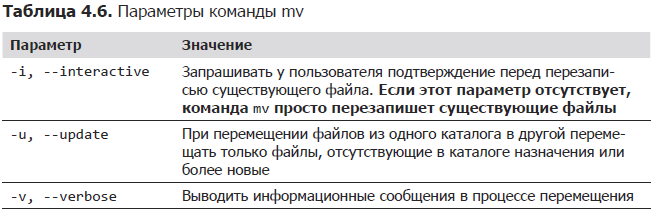 Таблица 4.6. Параметры команды mv
Параметр Значение
-i, --interactive Запрашивать у пользователя подтверждение перед перезапи-
сью существующего файла. Если этот параметр отсутствует,
команда mv просто перезапишет существующие файлы
-u, --update При перемещении файлов из одного каталога в другой переме-
щать только файлы, отсутствующие в каталоге назначения или
более новые
-v, --verbose Выводить информационные сообщения в процессе перемещения